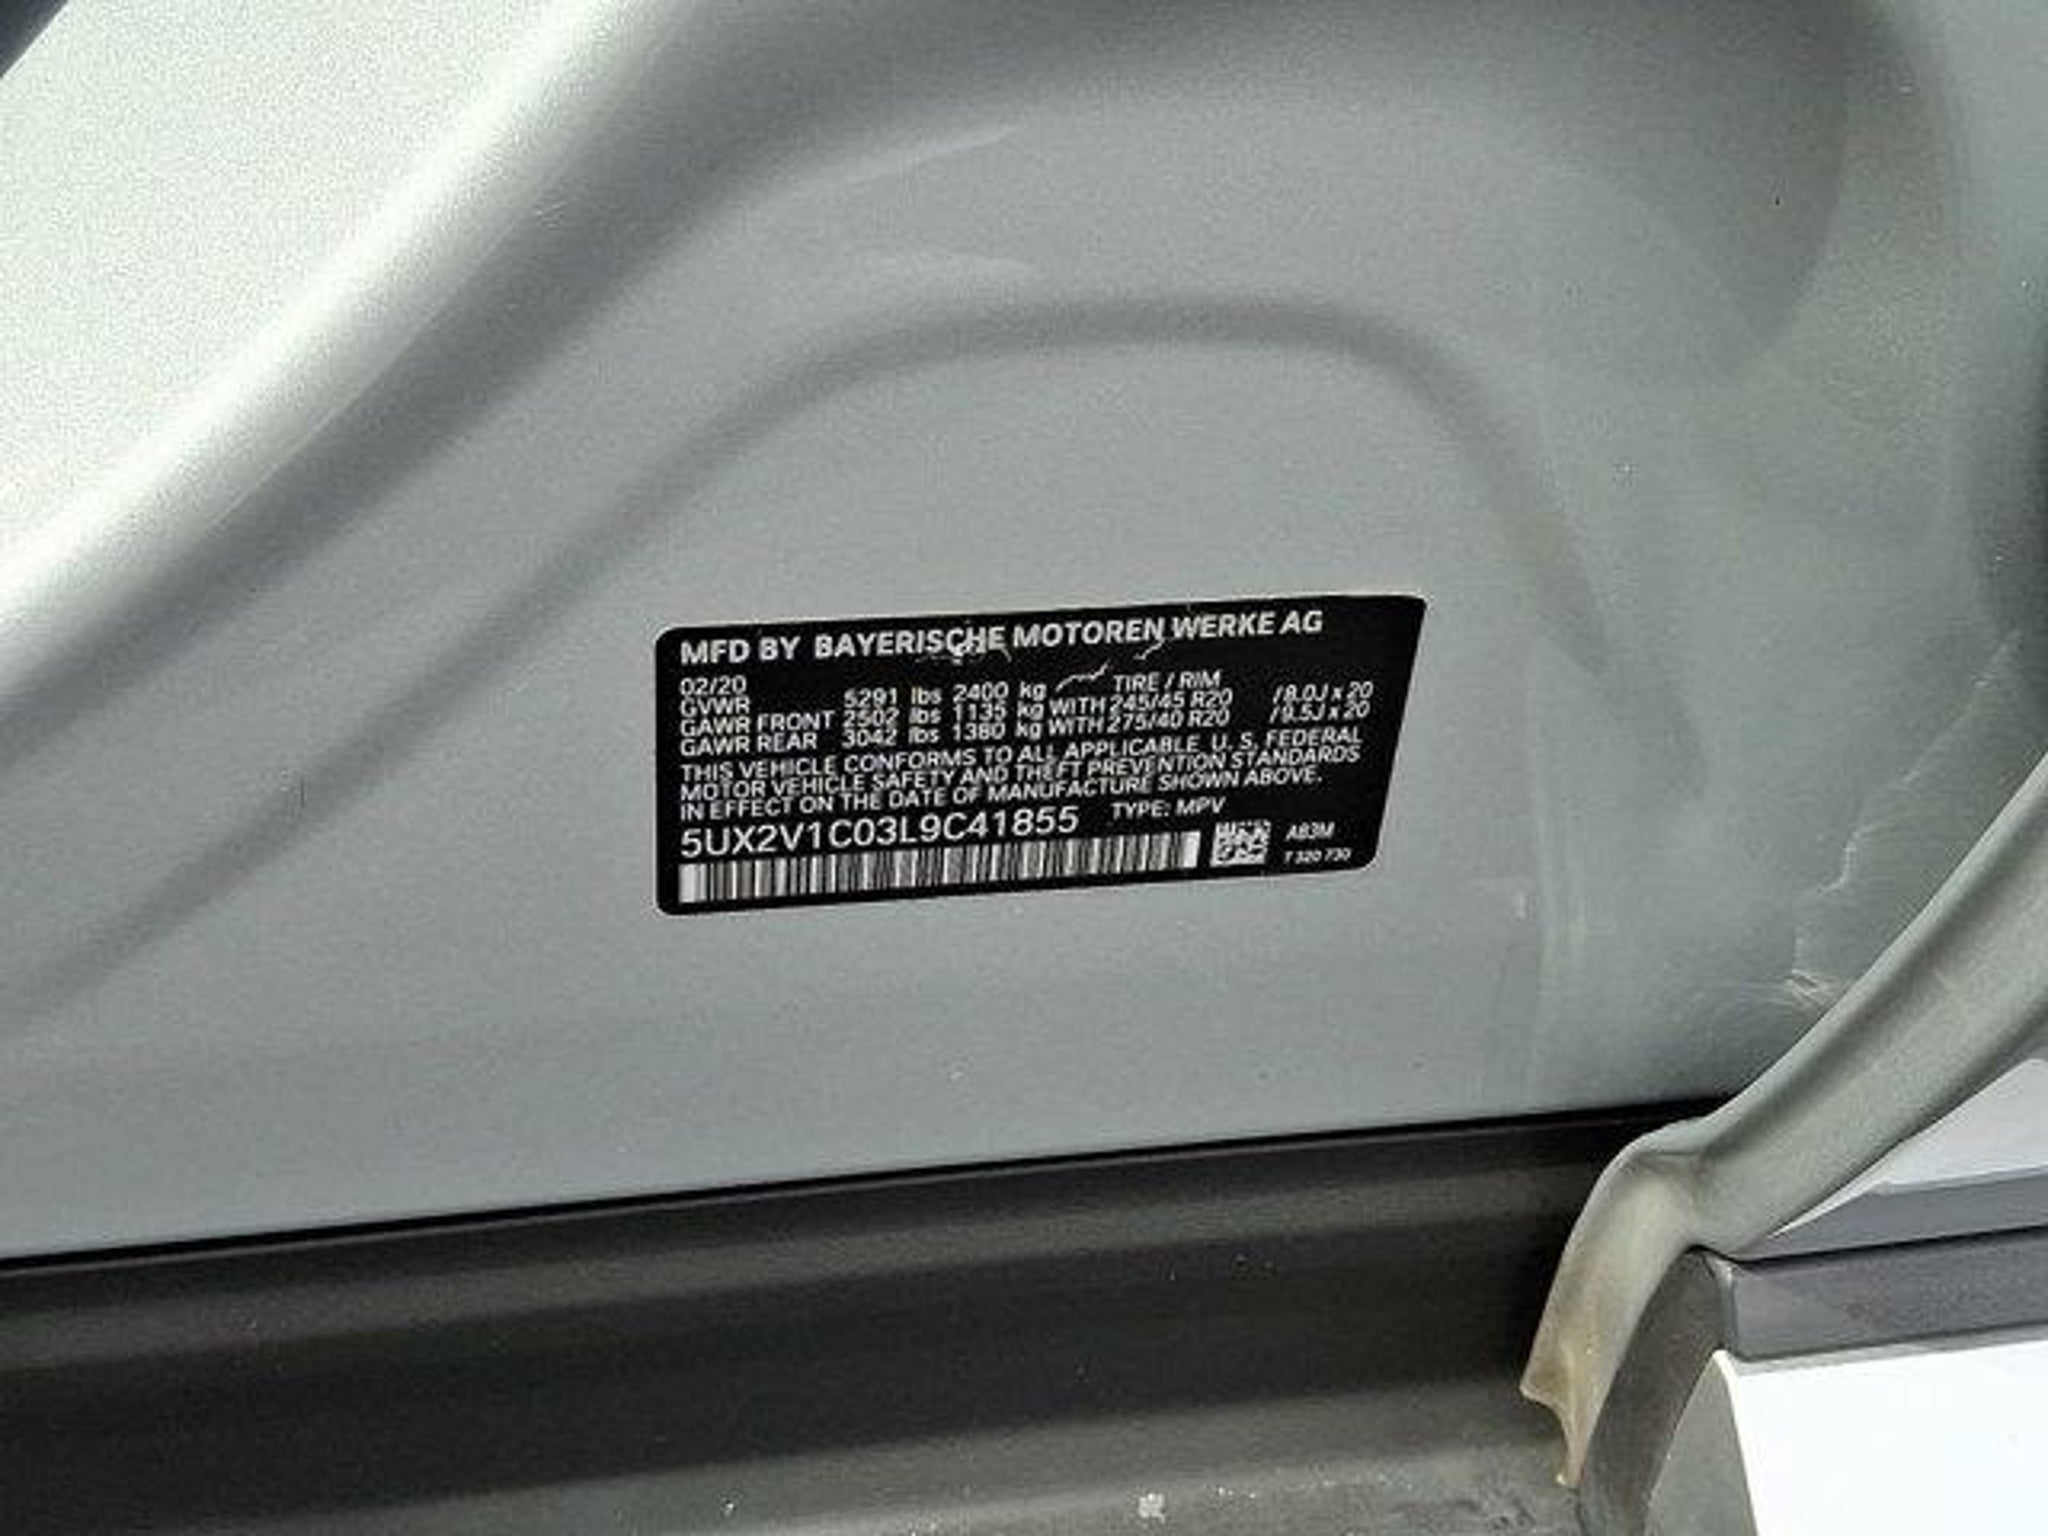 MFD BY BAYERISCHE MOTOREN WERKE AG
02/20 TIRE / RIM
GVWR 5291 lbs 2400 kg
GAWR FRONT 2502 lbs 1135 kg WITH 245/45 R20 /8.0J x 20
GAWR REAR 3042 lbs 1380 kg WITH 275/40 R20 /9.5J x 20
THIS VEHICLE CONFORMS TO ALL APPLICABLE U. S. FEDERAL
MOTOR VEHICLE SAFETY AND THEFT PREVENTION STANDARDS
IN EFFECT ON THE DATE OF MANUFACTURE SHOWN ABOVE.
5UX2V1C03L9C41855 TYPE: MPV
A83M
T 320 730